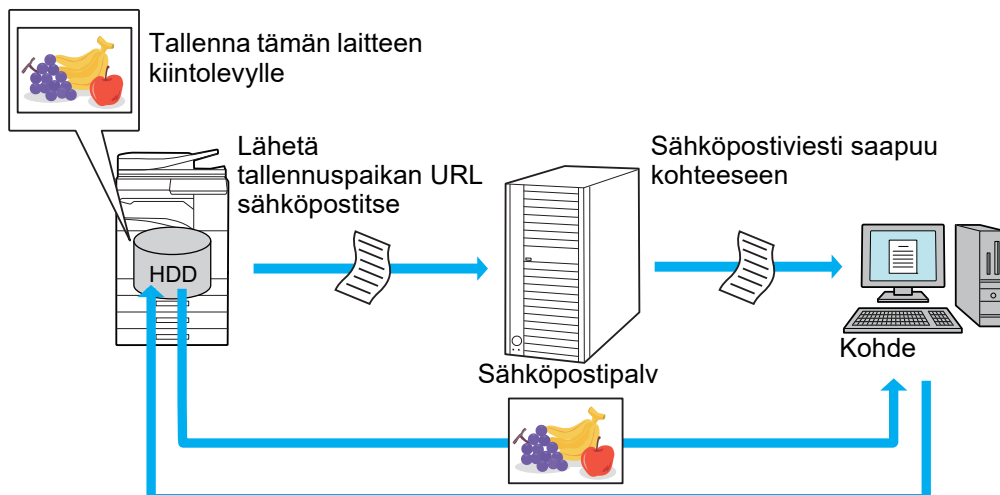 Tallenna tämän laitteen
kiintolevylle
Lähetä
tallennuspaikan URL
sähköpostitse
Sähköpostiviesti saapuu
kohteeseen
HDD
Sähköpostipalv
Kohde